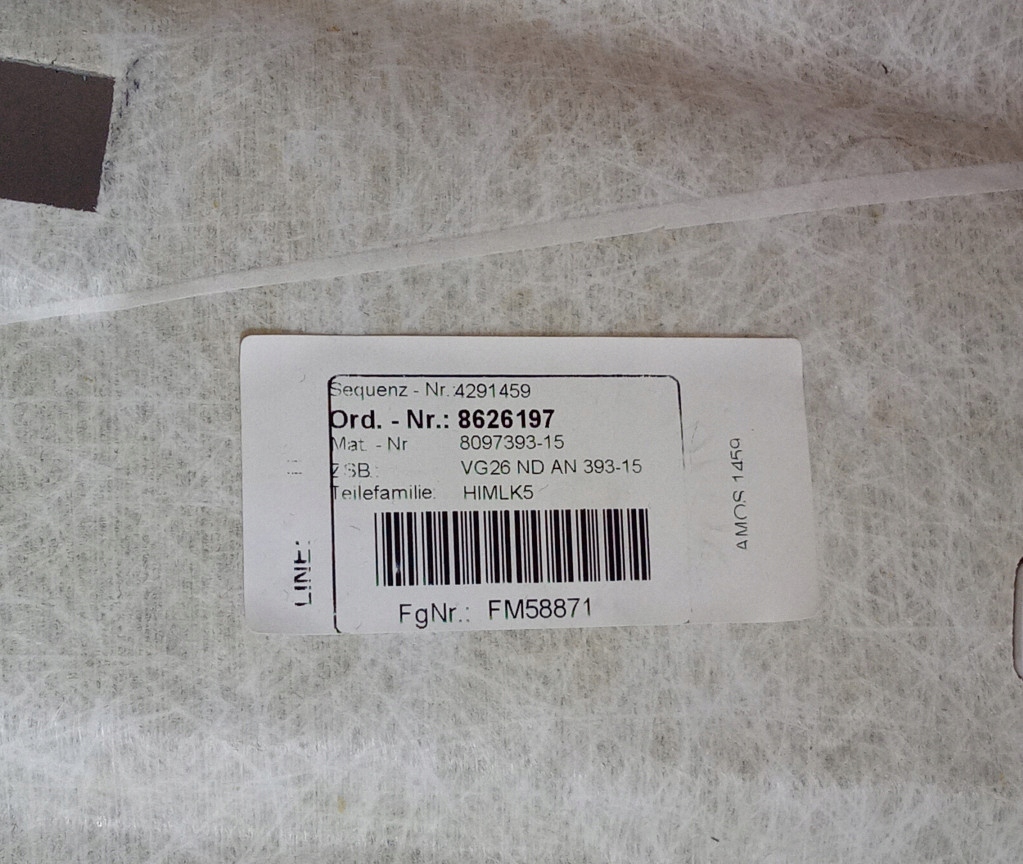 Sequenz - Nr.:4291459
Ord. - Nr.: 8626197
Mat. - Nr 8097393-15
ZSB.: VG26 ND AN 393-15
Teilefamilie: HIMLK5
FgNr.: FM58871
LINE:
AMOS 1459